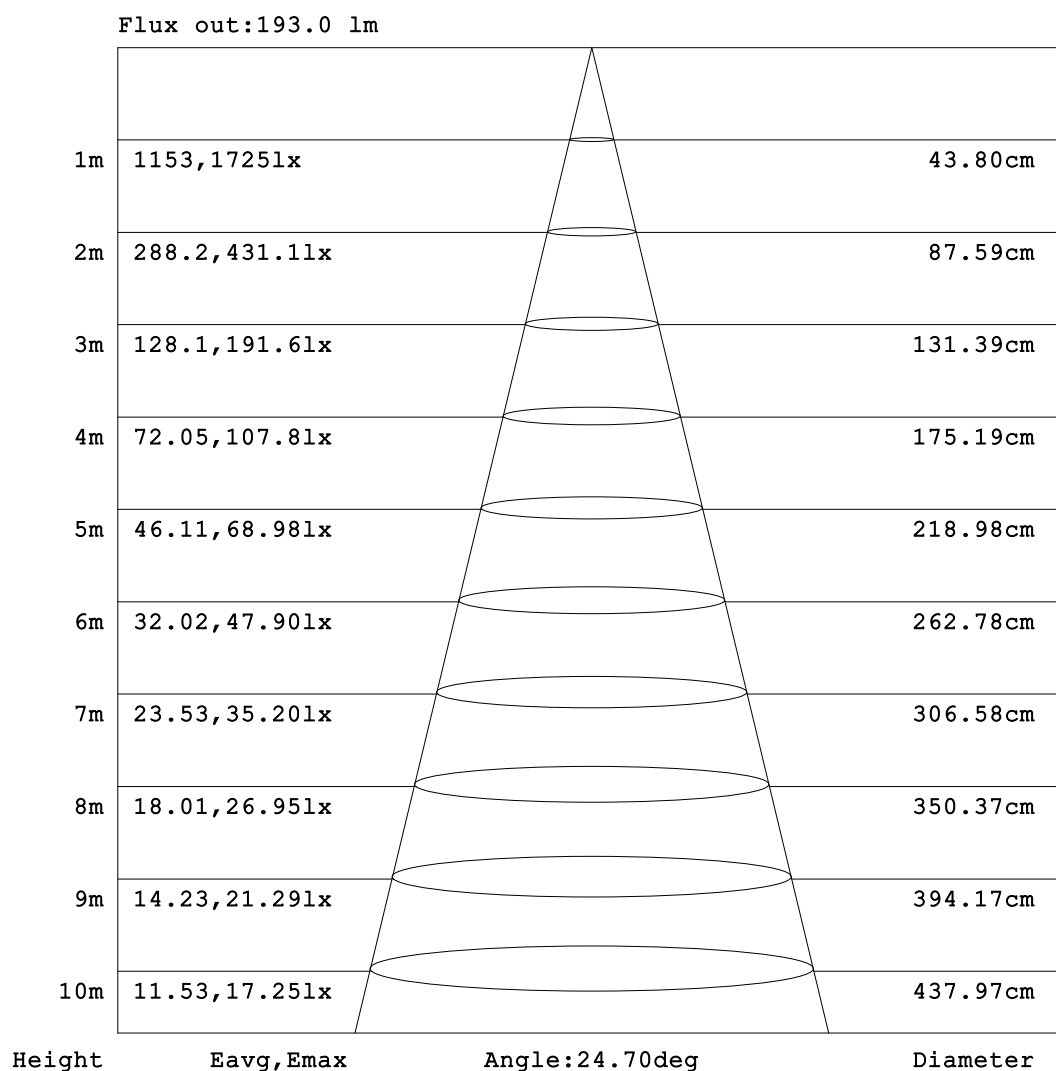 Flux out:193.0 lm
1m 1153,1725lx 43.80cm
2m 288.2,431.1lx 87.59cm
3m 128.1,191.6lx 131.39cm
4m 72.05,107.8lx 175.19cm
5m 46.11,68.98lx 218.98cm
6m 32.02,47.90lx 262.78cm
7m 23.53,35.20lx 306.58cm
8m 18.01,26.95lx 350.37cm
9m 14.23,21.29lx 394.17cm
10m 11.53,17.25lx 437.97cm
Height Eavg,Emax Angle:24.70deg Diameter